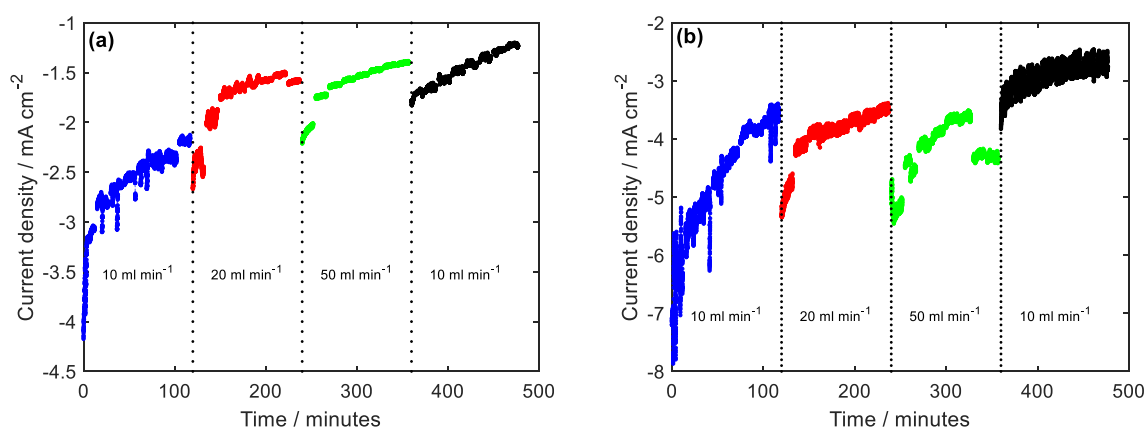 (a)
Current density / mA cm-2
-1
-1.5
-2
-2.5
-3
-3.5
-4
-4.5
10 ml min-1
20 ml min-1
50 ml min-1
10 ml min-1
0
100
200
300
400
500
Time / minutes
(b)
Current density / mA cm-2
-2
-3
-4
-5
-6
-7
-8
10 ml min-1
20 ml min-1
50 ml min-1
10 ml min-1
0
100
200
300
400
500
Time / minutes